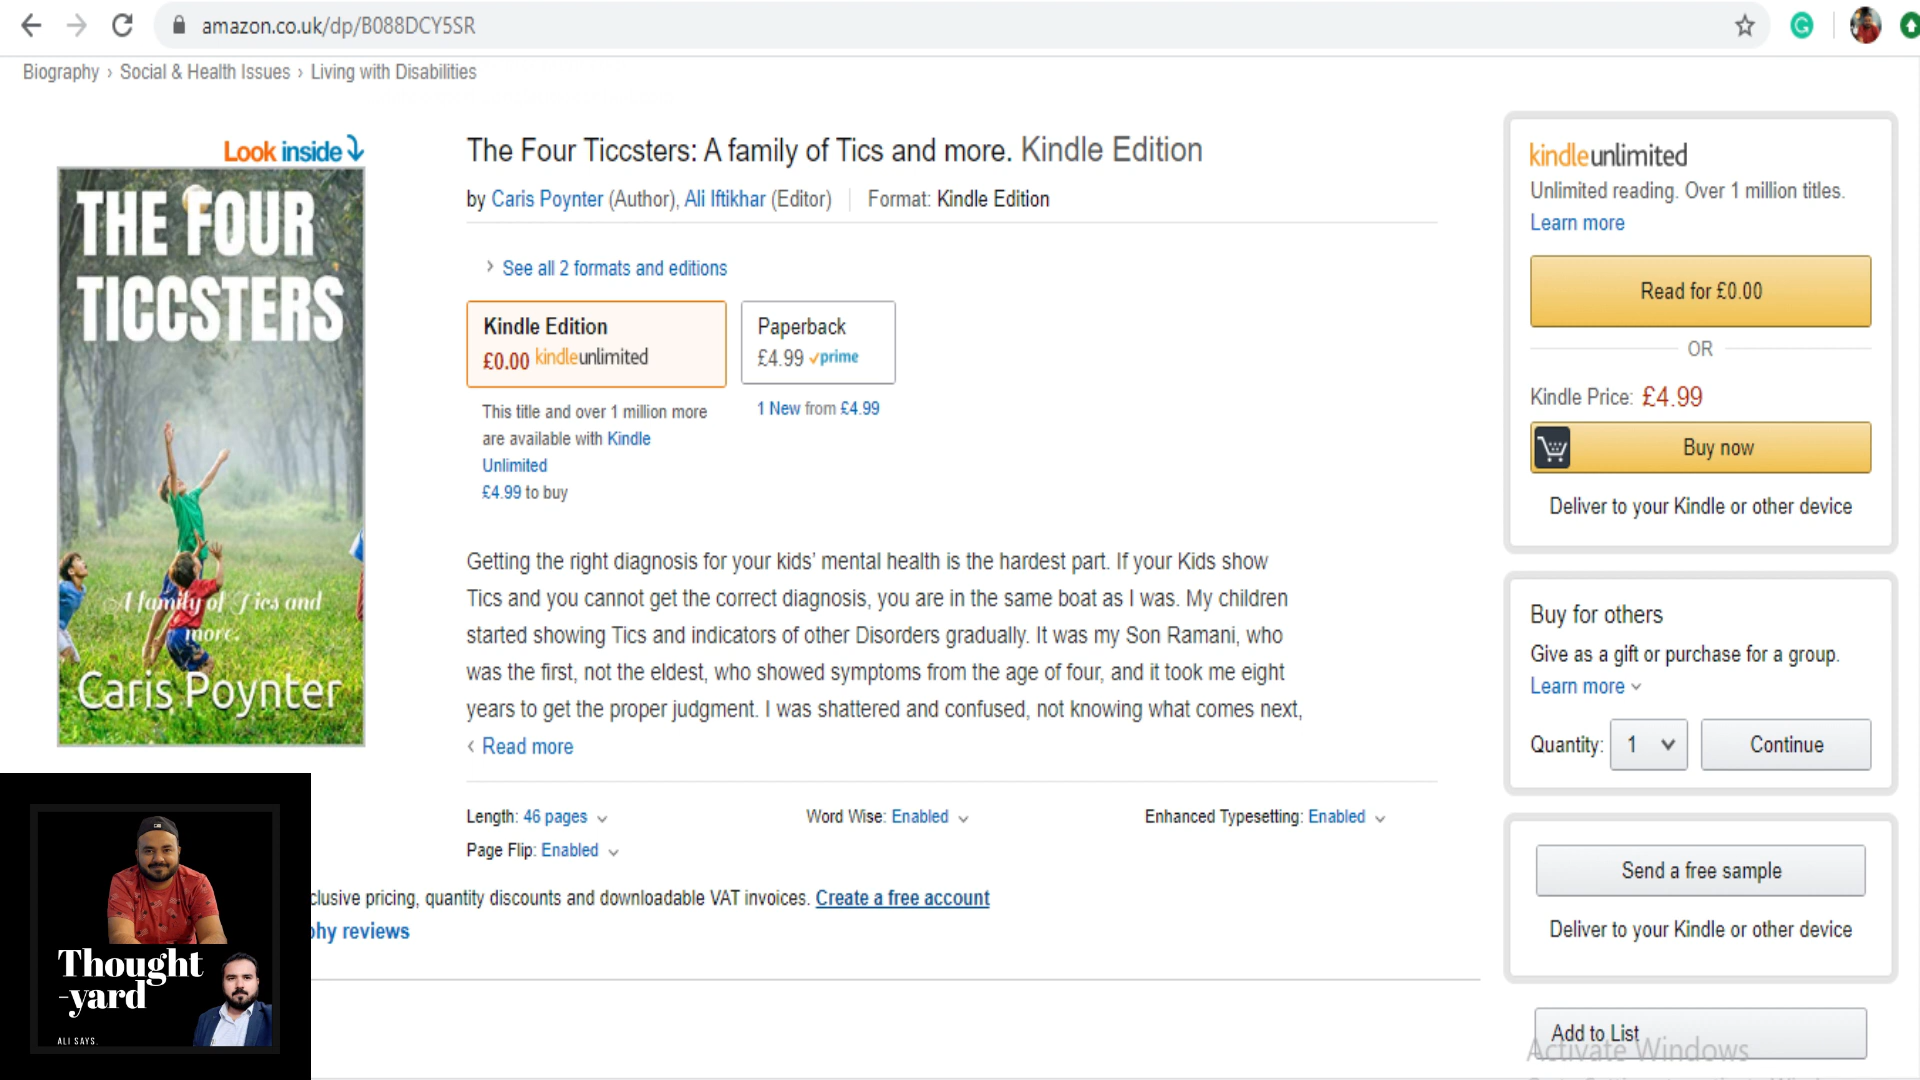 amazon.co.uk/dp/B088DCY5SR
Biography › Social & Health Issues › Living with Disabilities
Look inside
THE FOUR
TICCSTERS
A family of Tics and
more.
Caris Poynter
The Four Ticcsters: A family of Tics and more. Kindle Edition
by Caris Poynter (Author), Ali Iftikhar (Editor) Format: Kindle Edition
See all 2 formats and editions
Kindle Edition
£0.00 kindleunlimited
This title and over 1 million more
are available with Kindle
Unlimited
£4.99 to buy
Paperback
£4.99 prime
1 New from £4.99
Getting the right diagnosis for your kids’ mental health is the hardest part. If your Kids show
Tics and you cannot get the correct diagnosis, you are in the same boat as I was. My children
started showing Tics and indicators of other Disorders gradually. It was my Son Ramani, who
was the first, not the eldest, who showed symptoms from the age of four, and it took me eight
years to get the proper judgment. I was shattered and confused, not knowing what comes next,
Read more
Length: 46 pages
Word Wise: Enabled
Enhanced Typesetting: Enabled
Page Flip: Enabled
clusive pricing, quantity discounts and downloadable VAT invoices. Create a free account
phy reviews
kindleunlimited
Unlimited reading. Over 1 million titles.
Learn more
Read for £0.00
OR
Kindle Price: £4.99
Buy now
Deliver to your Kindle or other device
Buy for others
Give as a gift or purchase for a group.
Learn more
Quantity: 1 Continue
Send a free sample
Deliver to your Kindle or other device
Add to List
Activate Windows
Thought
-yard
ALI SAYS.